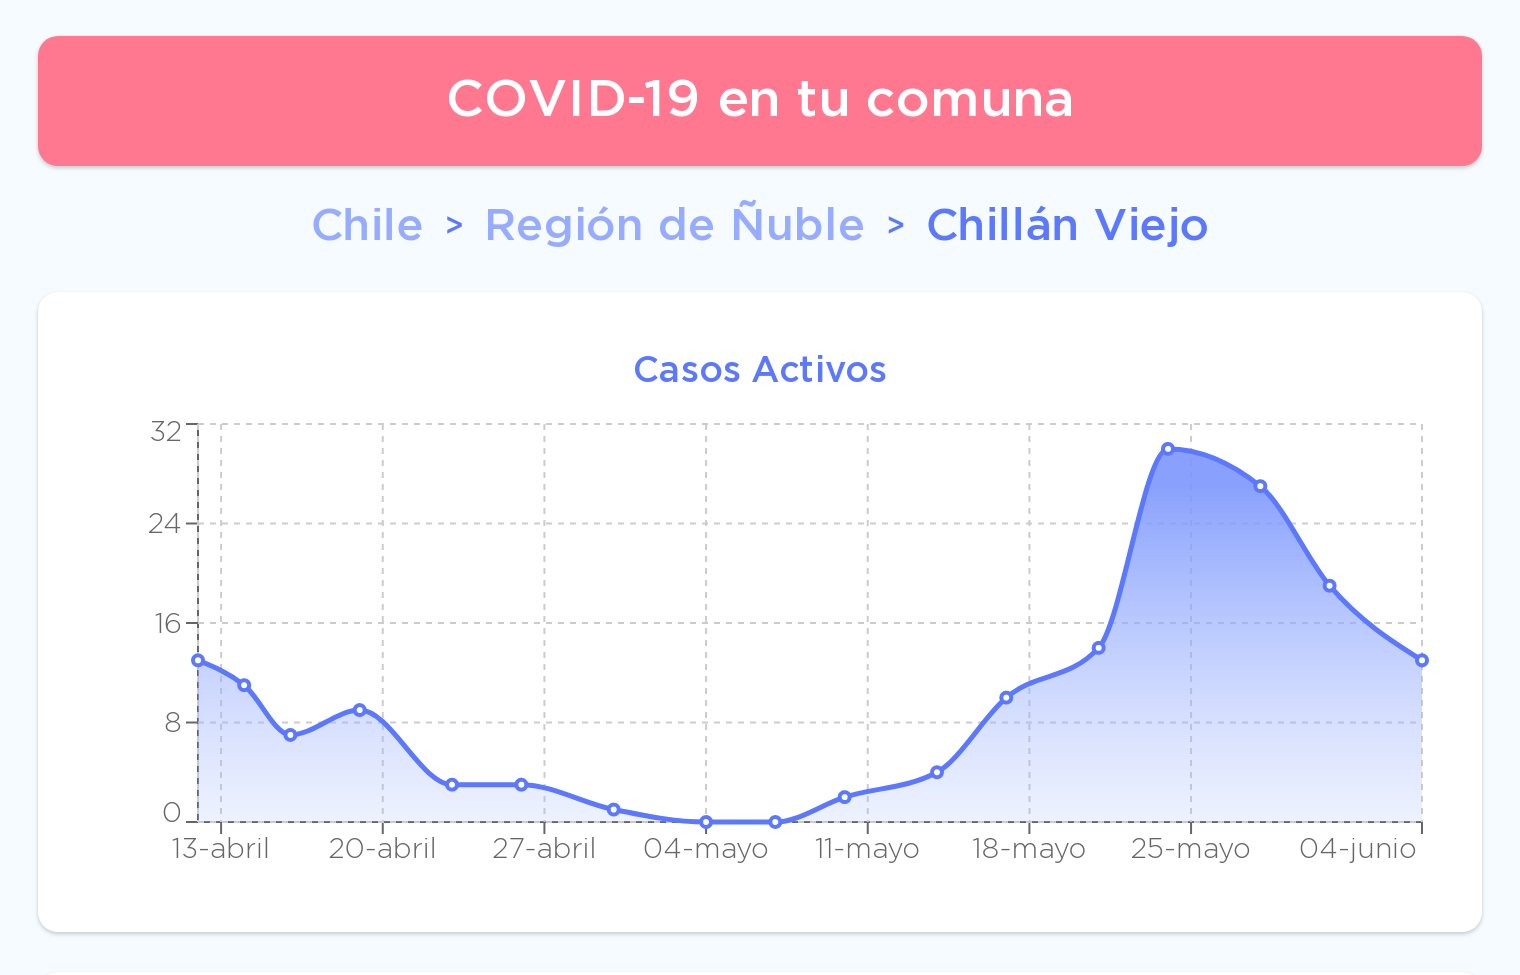 COVID-19 en tu comuna
Chile > Región de Ñuble > Chillán Viejo
Casos Activos
32
24
16
8
0
13-abril 20-abril 27-abril 04-mayo 11-mayo 18-mayo 25-mayo 04-junio